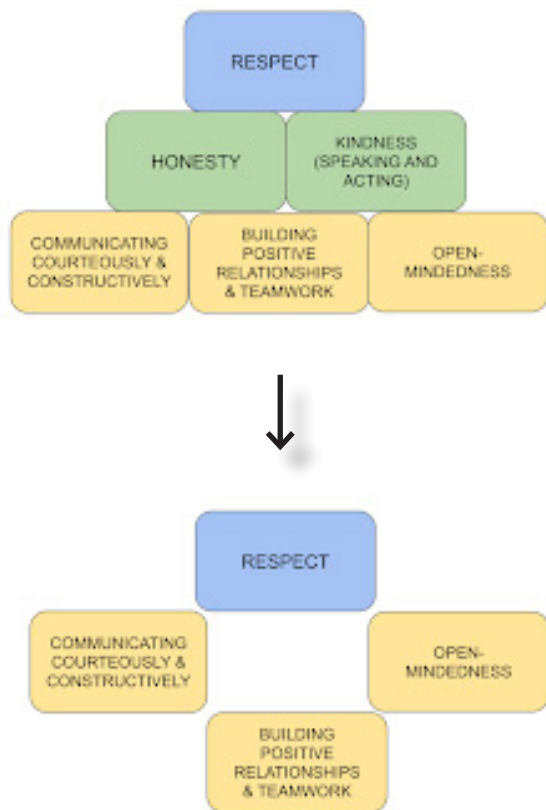 RESPECT
HONESTY
KINDNESS
(SPEAKING AND
ACTING)
COMMUNICATING
COURTEOUSLY &
CONSTRUCTIVELY
BUILDING
POSITIVE
RELATIONSHIPS
& TEAMWORK
OPEN-
MINDEDNESS
RESPECT
COMMUNICATING
COURTEOUSLY &
CONSTRUCTIVELY
OPEN-
MINDEDNESS
BUILDING
POSITIVE
RELATIONSHIPS
& TEAMWORK